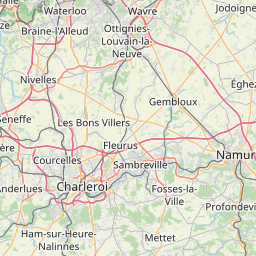 Waterloo
Wavre
Jodoigne
Braine-l'Alleud
Ottignies-
Louvain-la-
Neuve
Nivelles
Éghez
Gembloux
Seneffe
Les Bons Villers
ère
Fleurus
Courcelles
Sambreville
Namur
Anderlues
Charleroi
Fosses-la-
Ville
Profondevi
Ham-sur-Heure-
Nalinnes
Mettet